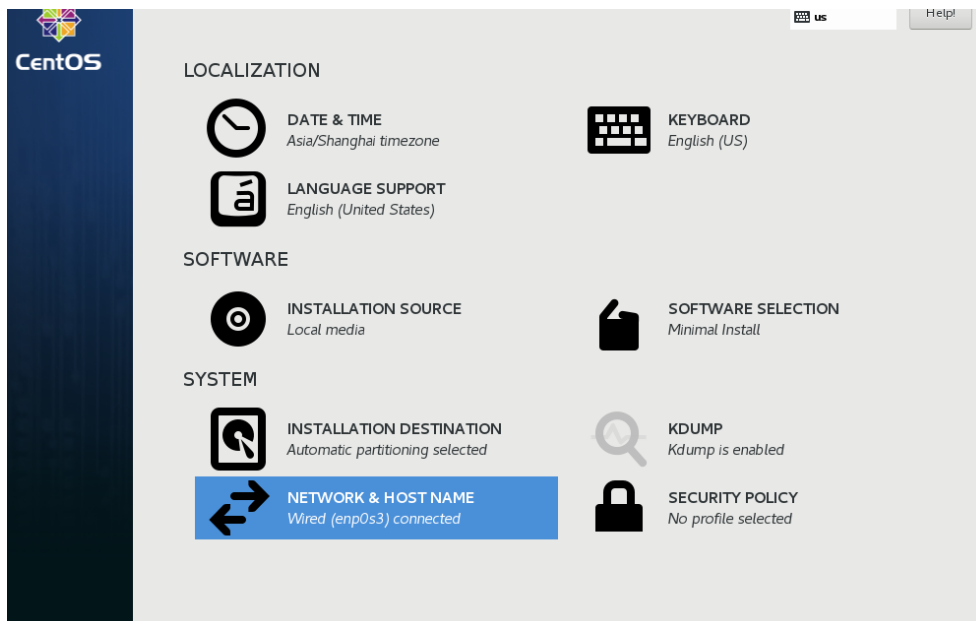 us
Help!
CentOS
LOCALIZATION
DATE & TIME
Asia/Shanghai timezone
KEYBOARD
English (US)
á
LANGUAGE SUPPORT
English (United States)
SOFTWARE
INSTALLATION SOURCE
Local media
SOFTWARE SELECTION
Minimal Install
SYSTEM
INSTALLATION DESTINATION
Automatic partitioning selected
KDUMP
Kdump is enabled
NETWORK & HOST NAME
Wired (enp0s3) connected
SECURITY POLICY
No profile selected